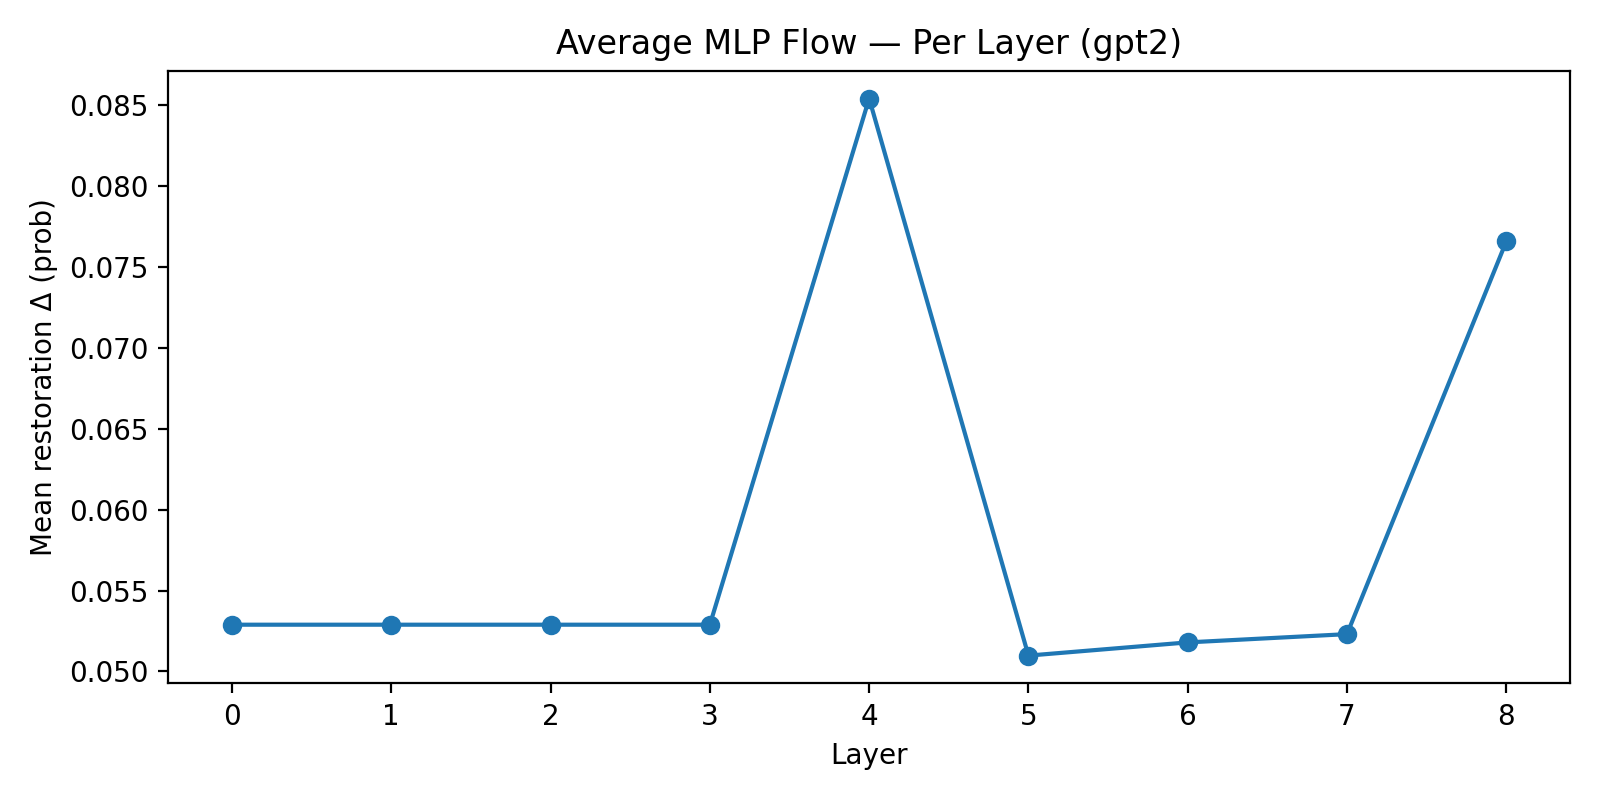 Average MLP Flow — Per Layer (gpt2)
Mean restoration Δ (prob)
0.085
0.080
0.075
0.070
0.065
0.060
0.055
0.050
0 1 2 3 4 5 6 7 8
Layer